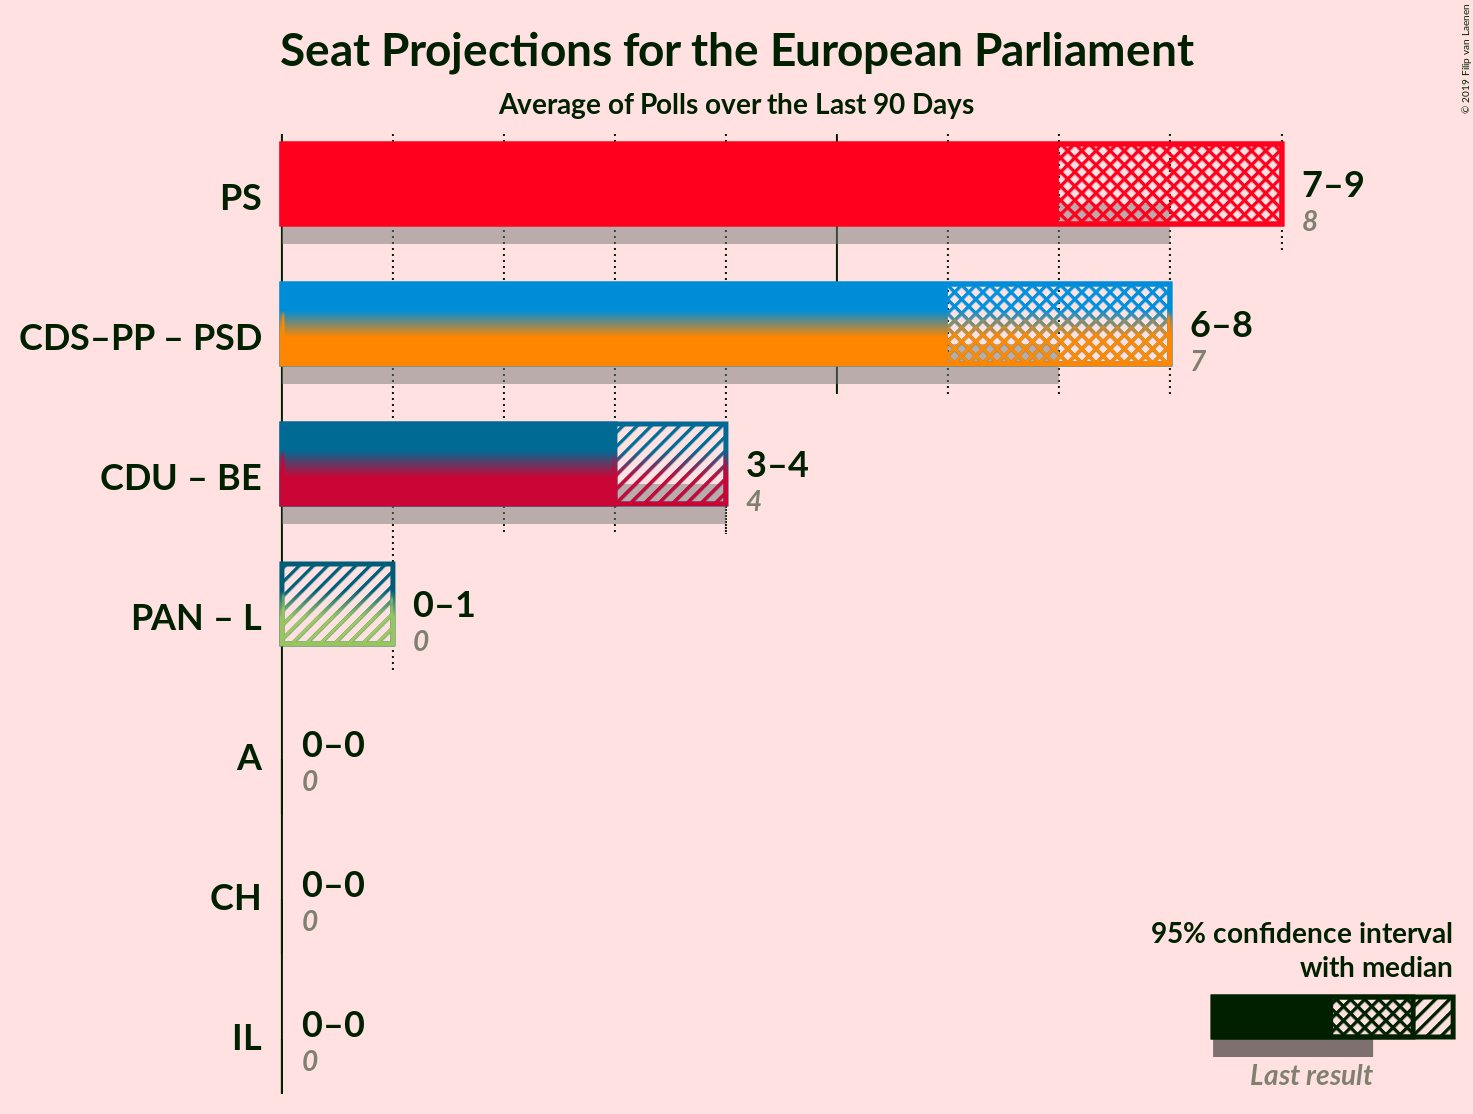 Seat Projections for the European Parliament
Average of Polls over the Last 90 Days
© 2019 Filip van Laenen
PS
7–9
8
CDS–PP – PSD
6–8
7
CDU – BE
3–4
4
PAN – L
0–1
0
A
0–0
0
CH
0–0
0
IL
0–0
0
95% confidence interval
with median
Last result